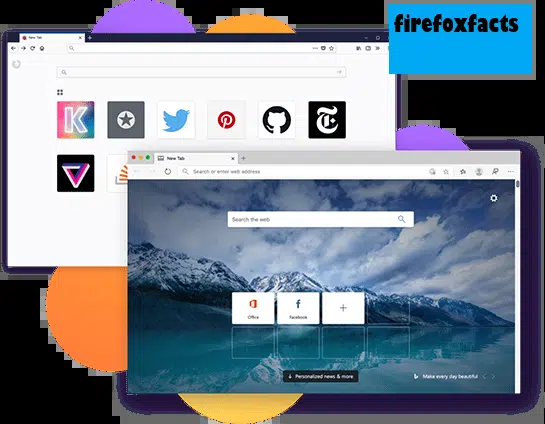 firefoxfacts
New Tab
K
New Tab
Search or enter web address
Search the web
Office
f
Facebook
Personalized news & more
Make every day beautiful